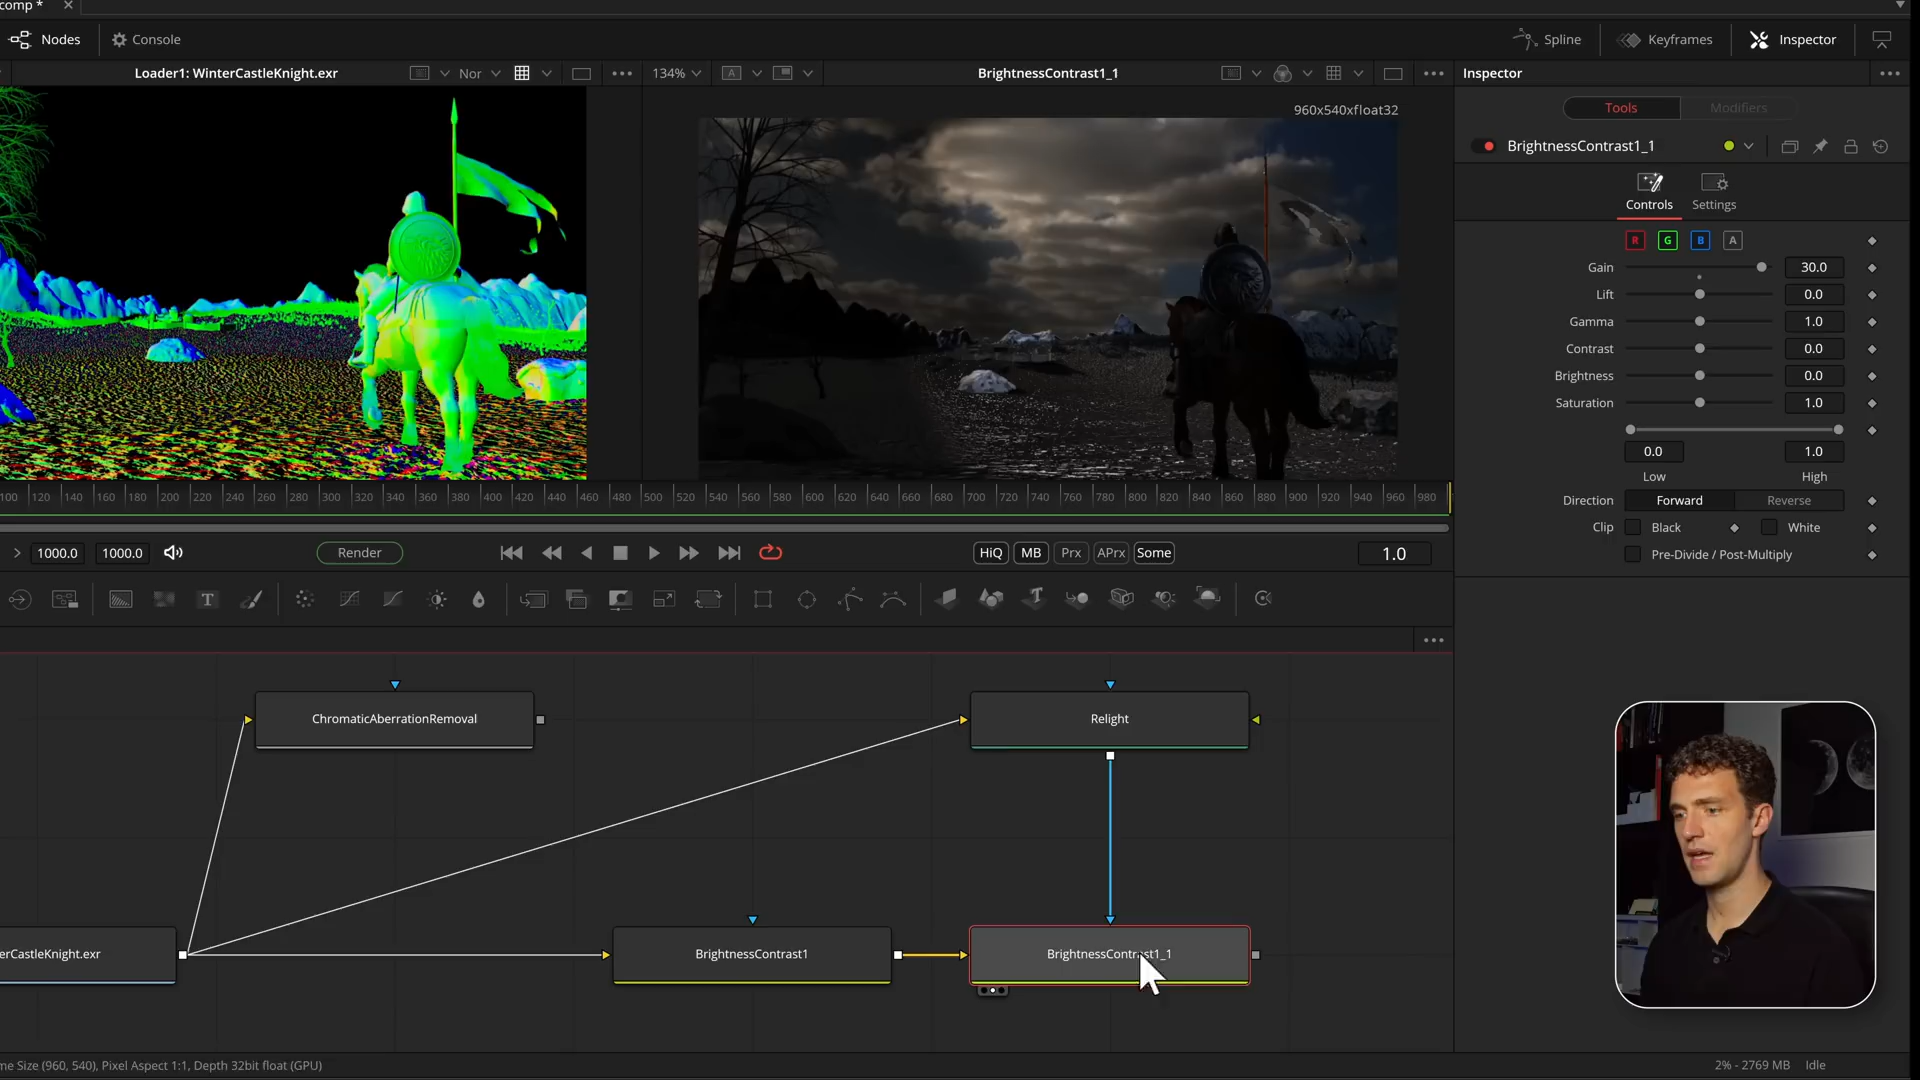 comp *
Nodes
Console
Spline
Keyframes
Inspector
Loader1: WinterCastleKnight.exr
Nor
134%
A
BrightnessContrast1_1
Inspector
960x540xfloat32
Tools
Modifiers
BrightnessContrast1_1
Controls
Settings
R G B A
Gain 30.0
Lift 0.0
Gamma 1.0
Contrast 0.0
Brightness 0.0
Saturation 1.0
0.0 1.0
Low High
Direction Forward Reverse
Clip Black White
Pre-Divide / Post-Multiply
100 120 140 160 180 200 220 240 260 280 300 320 340 360 380 400 420 440 460 480 500 520 540 560 580 600 620 640 660 680 700 720 740 760 780 800 820 840 860 880 900 920 940 960 980
1000.0 1000.0
Render
HiQ MB Prx APrx Some
1.0
T
T
ChromaticAberrationRemoval
Relight
erCastleKnight.exr
BrightnessContrast1
BrightnessContrast1_1
me Size (960, 540), Pixel Aspect 1:1, Depth 32bit float (GPU)
2% - 2769 MB
Idle